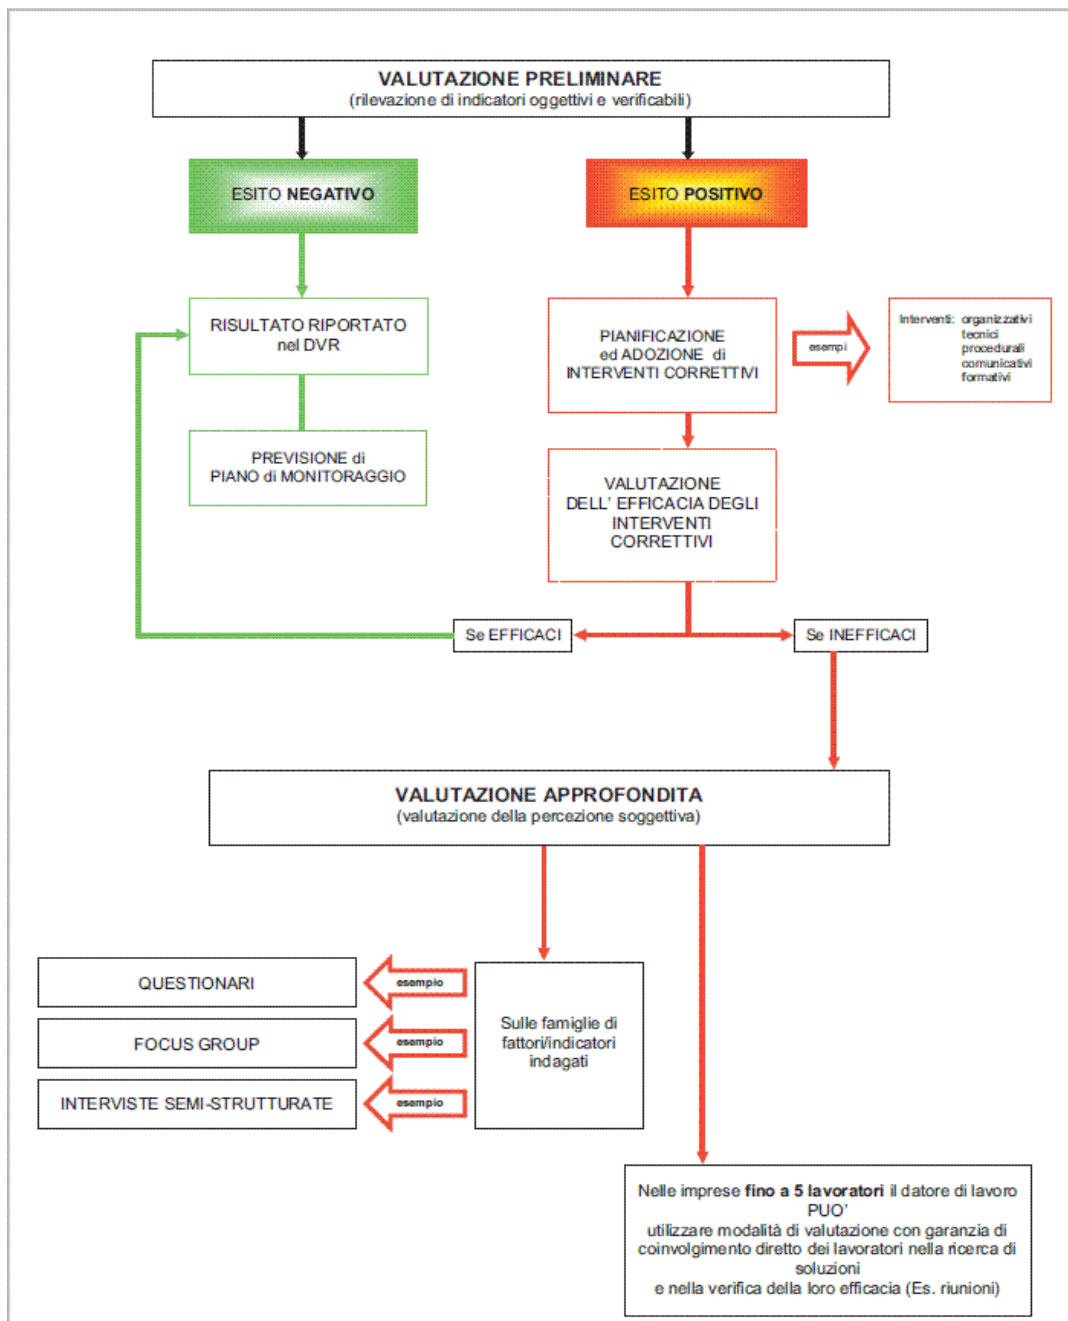 VALUTAZIONE PRELIMINARE
(rilevazione di indicatori oggettivi e verificabili)
ESITO NEGATIVO
ESITO POSITIVO
RISULTATO RIPORTATO
nel DVR
PIANIFICAZIONE
ed ADOZIONE di
INTERVENTI CORRETTIVI
esempi
Interventi: organizzativi
tecnici
procedurali
comunicativi
formativi
PREVISIONE di
PIANO di MONITORAGGIO
VALUTAZIONE
DELL' EFFICACIA DEGLI
INTERVENTI
CORRETTIVI
Se EFFICACI
Se INEFFICACI
VALUTAZIONE APPROFONDITA
(valutazione della percezione soggettiva)
QUESTIONARI
esempio
FOCUS GROUP
esempio
INTERVISTE SEMI-STRUTTURATE
esempio
Sulle famiglie di
fattori/indicatori
indagati
Nelle imprese fino a 5 lavoratori il datore di lavoro
PUO'
utilizzare modalità di valutazione con garanzia di
coinvolgimento diretto dei lavoratori nella ricerca di
soluzioni
e nella verifica della loro efficacia (Es. riunioni)